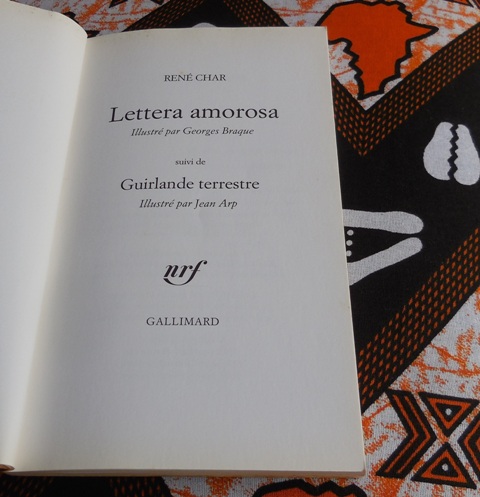 RENÉ CHAR
Lettera amorosa
Illustré par Georges Braque
suivi de
Guirlande terrestre
Illustré par Jean Arp
nrf
GALLIMARD